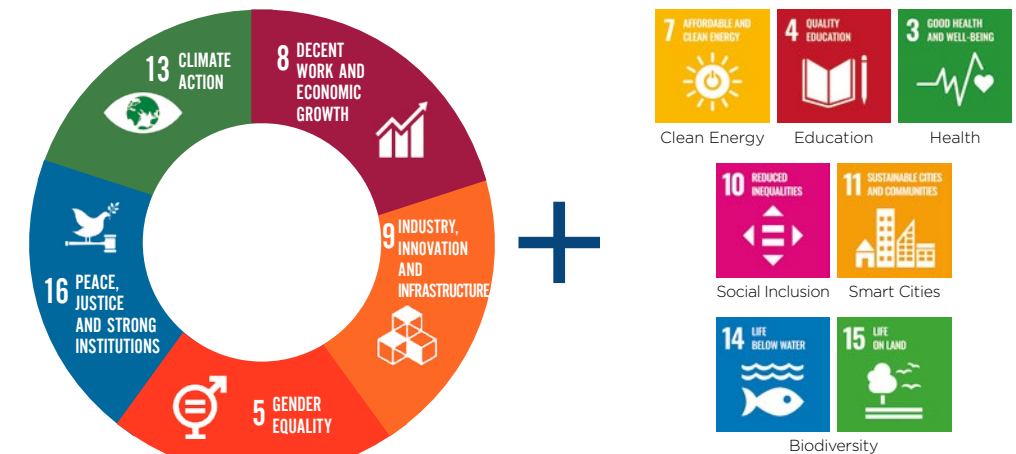 13 CLIMATE
ACTION
8 DECENT
WORK AND
ECONOMIC
GROWTH
9 INDUSTRY,
INNOVATION
AND
INFRASTRUCTURE
16 PEACE,
JUSTICE
AND STRONG
INSTITUTIONS
5 GENDER
EQUALITY
7 AFFORDABLE AND
CLEAN ENERGY
Clean Energy
4 QUALITY
EDUCATION
Education
3 GOOD HEALTH
AND WELL-BEING
Health
10 REDUCED
INEQUALITIES
Social Inclusion
11 SUSTAINABLE CITIES
AND COMMUNITIES
Smart Cities
14 LIFE
BELOW WATER
15 LIFE
ON LAND
Biodiversity